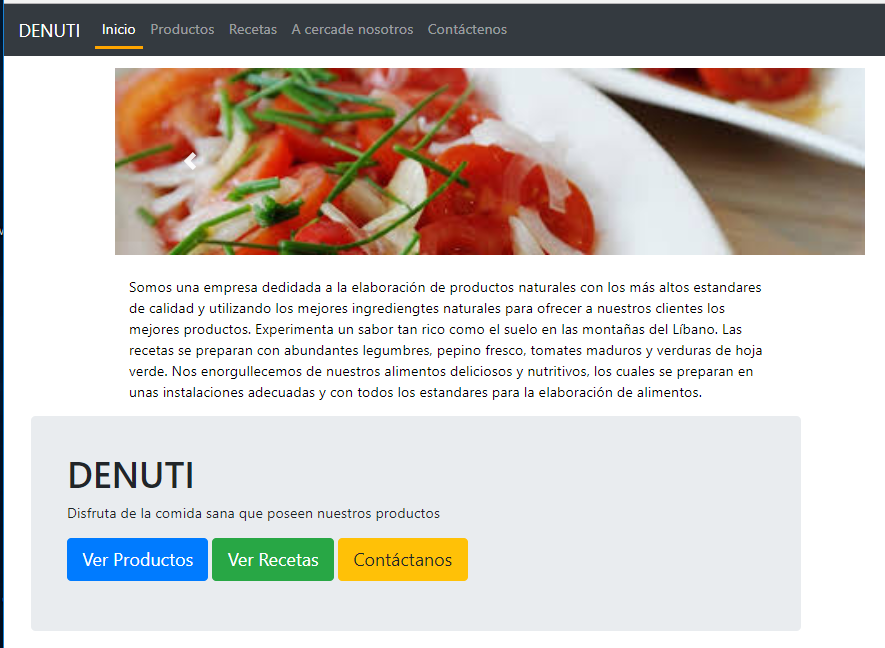 DENUTI Inicio Productos Recetas A cercade nosotros Contáctenos
Somos una empresa dedidada a la elaboración de productos naturales con los más altos estandares
de calidad y utilizando los mejores ingrediengtes naturales para ofrecer a nuestros clientes los
mejores productos. Experimenta un sabor tan rico como el suelo en las montañas del Líbano. Las
recetas se preparan con abundantes legumbres, pepino fresco, tomates maduros y verduras de hoja
verde. Nos enorgullecemos de nuestros alimentos deliciosos y nutritivos, los cuales se preparan en
unas instalaciones adecuadas y con todos los estandares para la elaboración de alimentos.
DENUTI
Disfruta de la comida sana que poseen nuestros productos
Ver Productos Ver Recetas Contáctanos